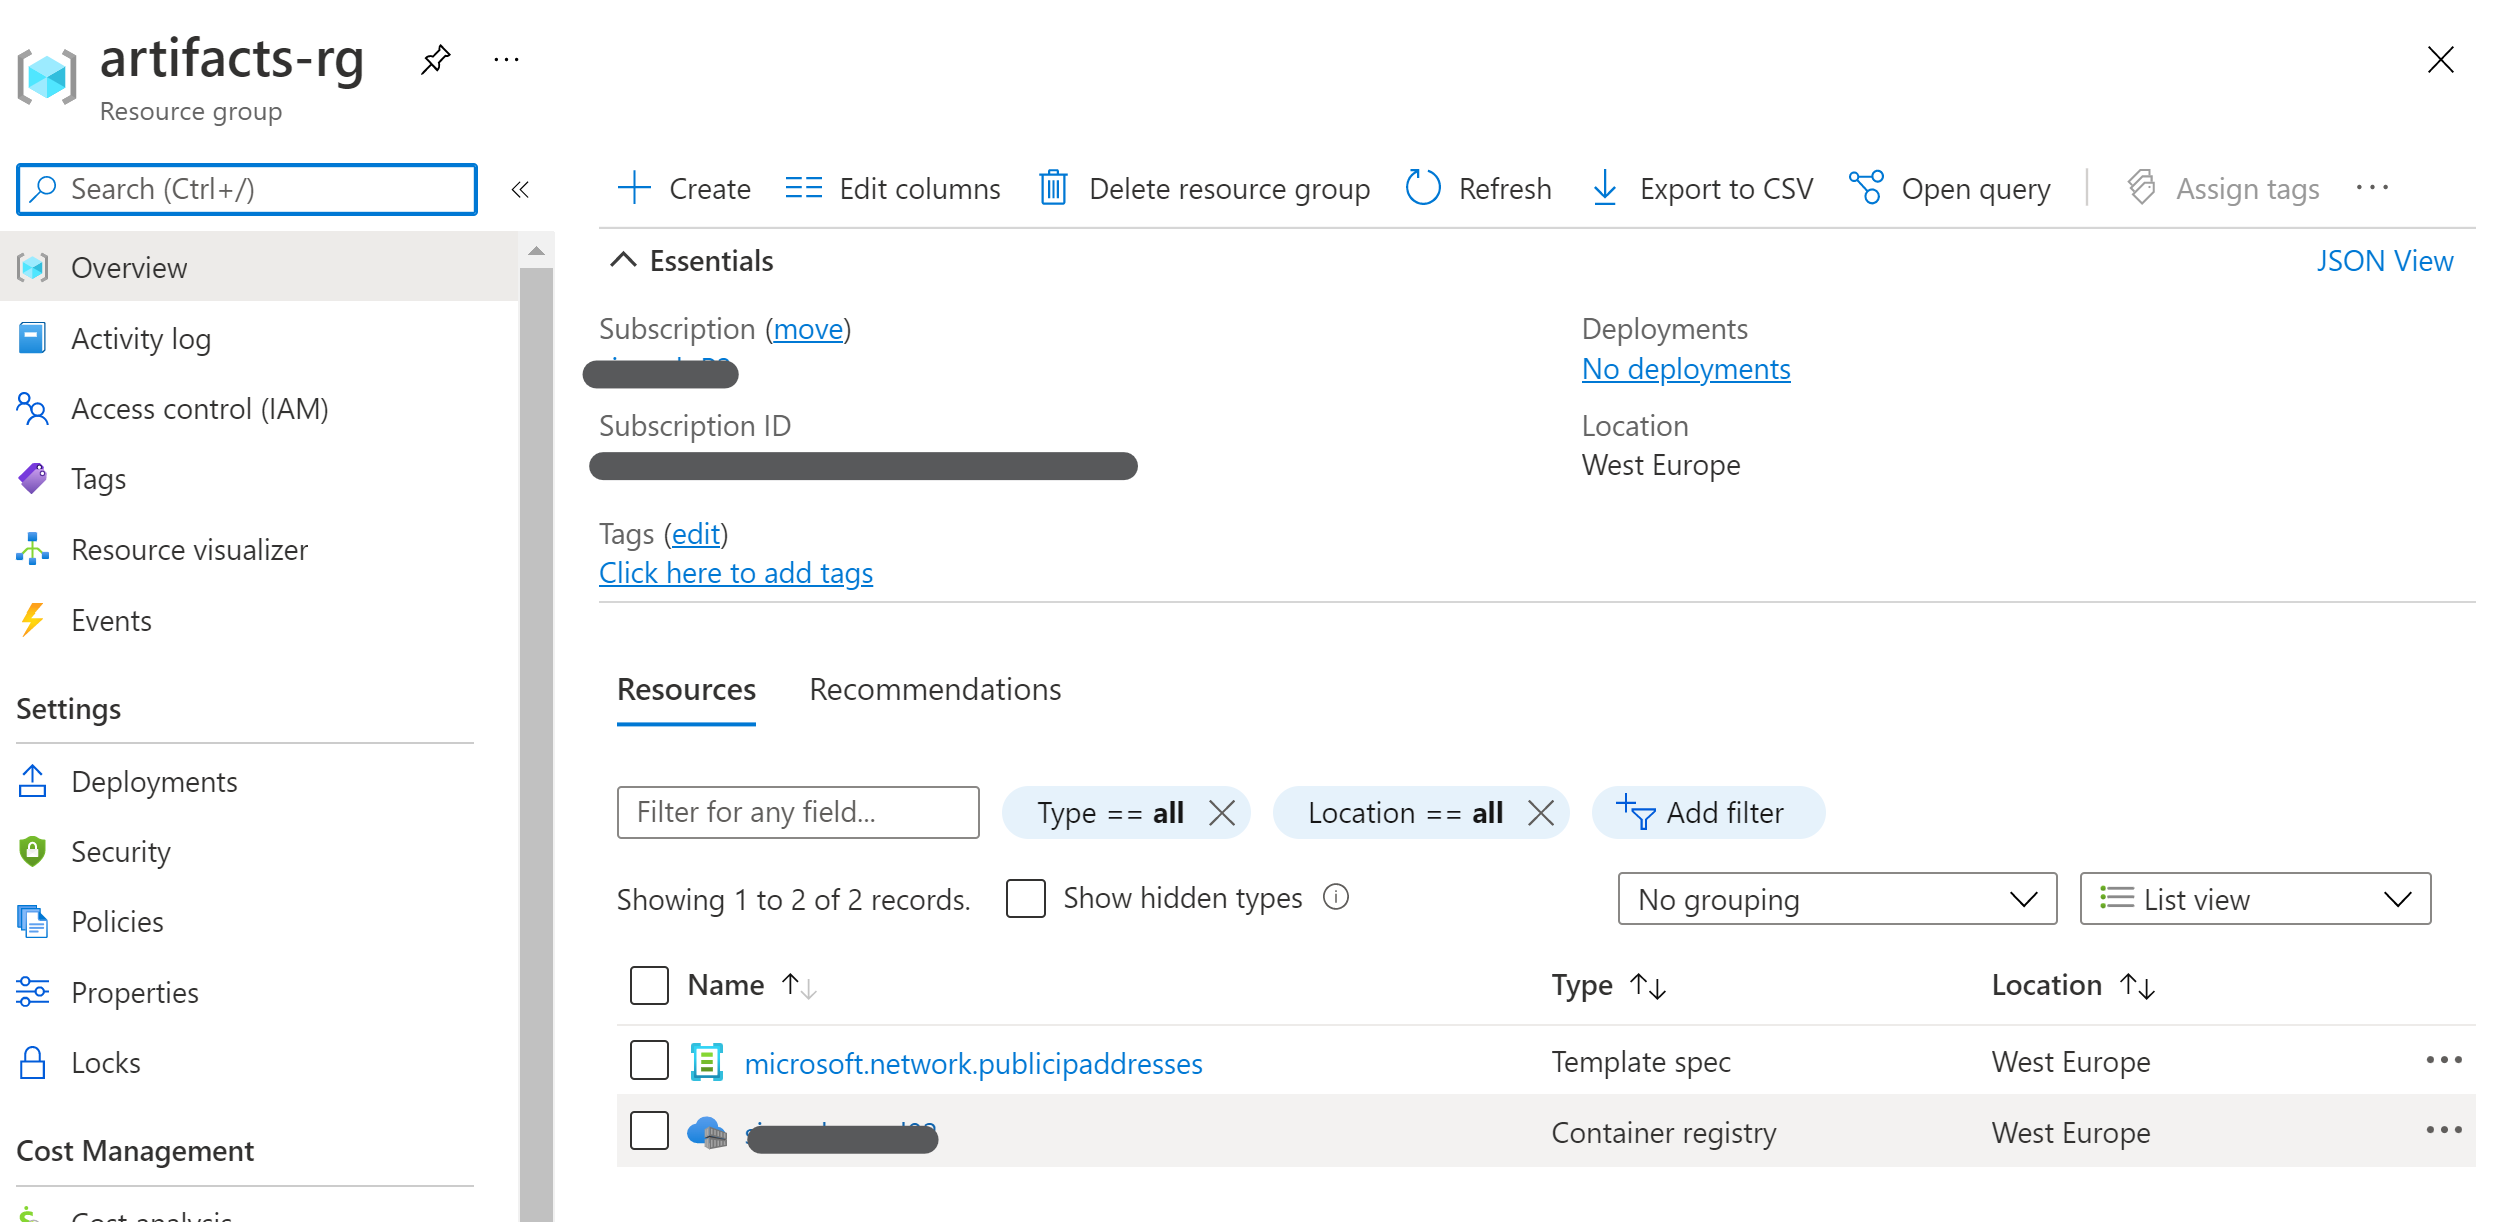 artifacts-rg
Resource group
Search (Ctrl+/)
Create
Edit columns
Delete resource group
Refresh
Export to CSV
Open query
Assign tags
Overview
Activity log
Access control (IAM)
Tags
Resource visualizer
Events
Settings
Deployments
Security
Policies
Properties
Locks
Cost Management
Cost analysis
Essentials
JSON View
Subscription (move)
Deployments
No deployments
Subscription ID
Location
West Europe
Tags (edit)
Click here to add tags
Resources
Recommendations
Filter for any field...
Type == all
Location == all
Add filter
Showing 1 to 2 of 2 records.
Show hidden types
No grouping
List view
Name
Type
Location
microsoft.network.publicipaddresses
Template spec
West Europe
Container registry
West Europe